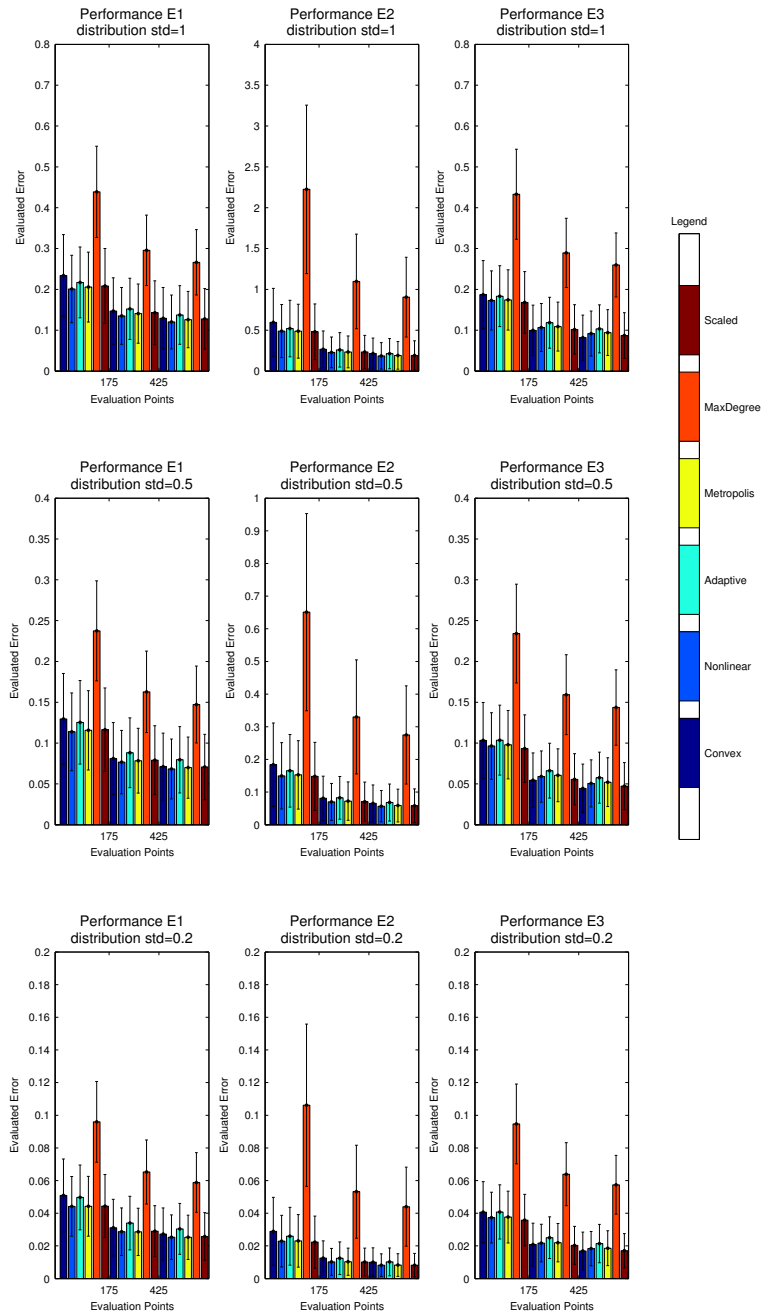 Performance E1
distribution std=1
Performance E2
distribution std=1
Performance E3
distribution std=1
0.8
0.7
0.6
0.5
0.4
0.3
0.2
0.1
0
Evaluated Error
175
425
Evaluation Points
4
3.5
3
2.5
2
1.5
1
0.5
0
Evaluated Error
175
425
Evaluation Points
0.8
0.7
0.6
0.5
0.4
0.3
0.2
0.1
0
Evaluated Error
175
425
Evaluation Points
Legend
Scaled
MaxDegree
Metropolis
Adaptive
Nonlinear
Convex
Performance E1
distribution std=0.5
Performance E2
distribution std=0.5
Performance E3
distribution std=0.5
0.4
0.35
0.3
0.25
0.2
0.15
0.1
0.05
0
Evaluated Error
175
425
Evaluation Points
1
0.9
0.8
0.7
0.6
0.5
0.4
0.3
0.2
0.1
0
Evaluated Error
175
425
Evaluation Points
0.4
0.35
0.3
0.25
0.2
0.15
0.1
0.05
0
Evaluated Error
175
425
Evaluation Points
Performance E1
distribution std=0.2
Performance E2
distribution std=0.2
Performance E3
distribution std=0.2
0.2
0.18
0.16
0.14
0.12
0.1
0.08
0.06
0.04
0.02
0
Evaluated Error
175
425
Evaluation Points
0.2
0.18
0.16
0.14
0.12
0.1
0.08
0.06
0.04
0.02
0
Evaluated Error
175
425
Evaluation Points
0.2
0.18
0.16
0.14
0.12
0.1
0.08
0.06
0.04
0.02
0
Evaluated Error
175
425
Evaluation Points